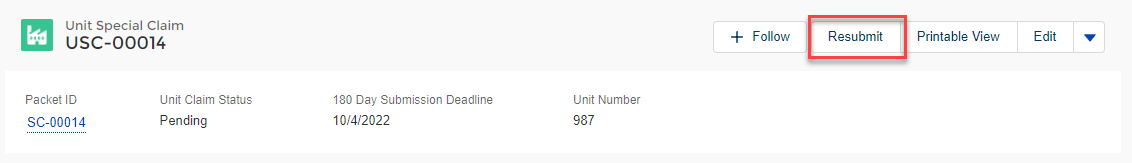 Unit Special Claim
USC-00014
+ Follow
Resubmit
Printable View
Edit
Packet ID
Unit Claim Status
180 Day Submission Deadline
Unit Number
SC-00014
Pending
10/4/2022
987